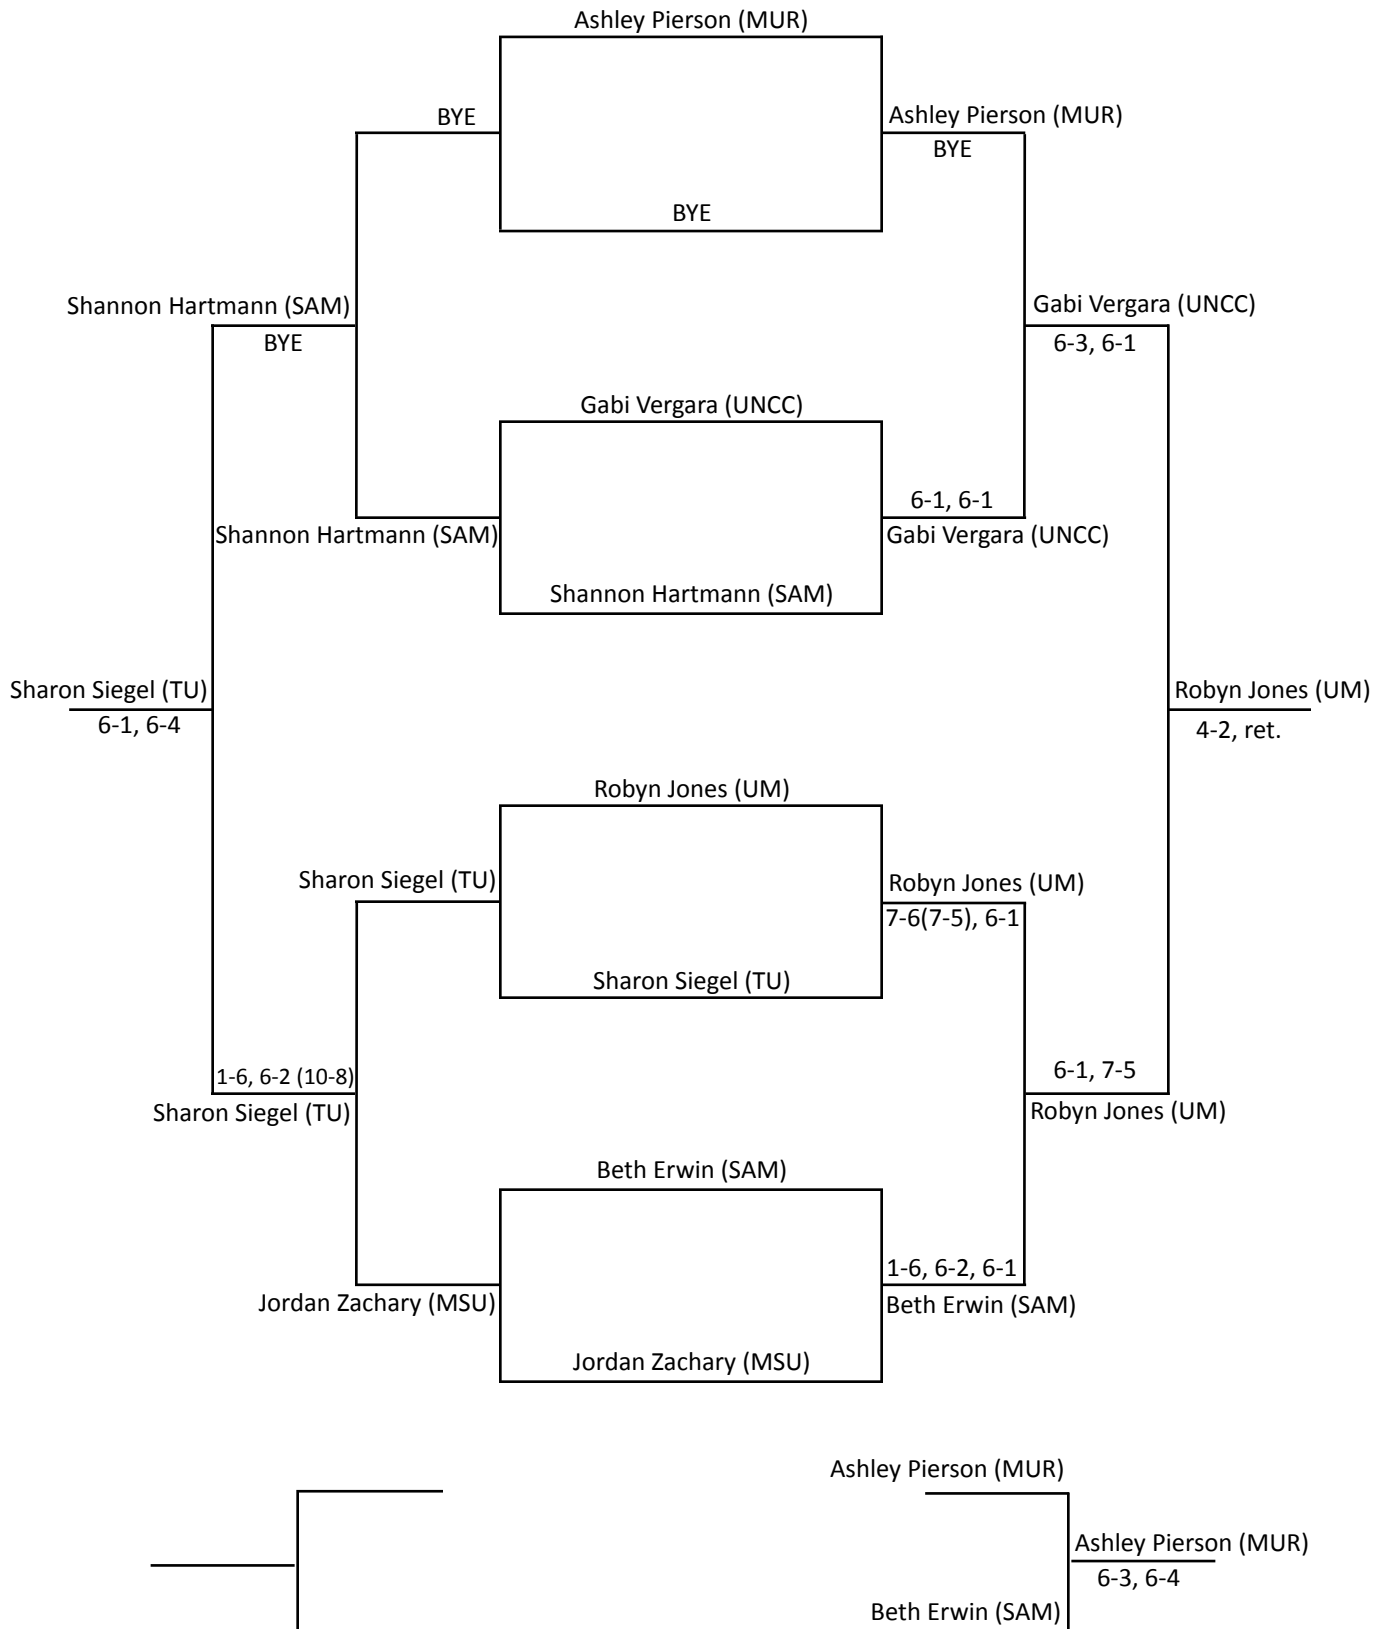 Ashley Pierson (MUR)
BYE
Ashley Pierson (MUR)
BYE
BYE
Shannon Hartmann (SAM)
BYE
Gabi Vergara (UNCC)
6-3, 6-1
Gabi Vergara (UNCC)
6-1, 6-1
Shannon Hartmann (SAM)
Gabi Vergara (UNCC)
Shannon Hartmann (SAM)
Sharon Siegel (TU)
6-1, 6-4
Robyn Jones (UM)
4-2, ret.
Robyn Jones (UM)
Sharon Siegel (TU)
Robyn Jones (UM)
7-6(7-5), 6-1
Sharon Siegel (TU)
1-6, 6-2 (10-8)
Sharon Siegel (TU)
6-1, 7-5
Robyn Jones (UM)
Beth Erwin (SAM)
1-6, 6-2, 6-1
Jordan Zachary (MSU)
Beth Erwin (SAM)
Jordan Zachary (MSU)
Ashley Pierson (MUR)
Ashley Pierson (MUR)
6-3, 6-4
Beth Erwin (SAM)